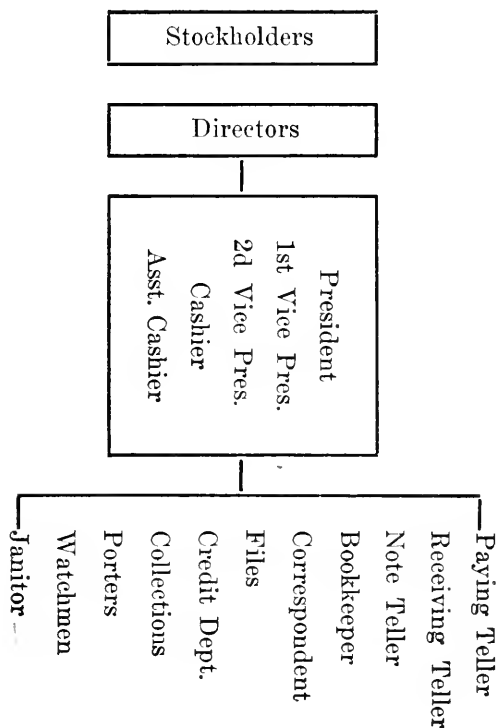 Stockholders
Directors
President
1st Vice Pres.
2d Vice Pres.
Cashier
Asst. Cashier
Paying Teller
Receiving Teller
Note Teller
Bookkeeper
Correspondent
Files
Credit Dept.
Collections
Porters
Watchmen
Janitor